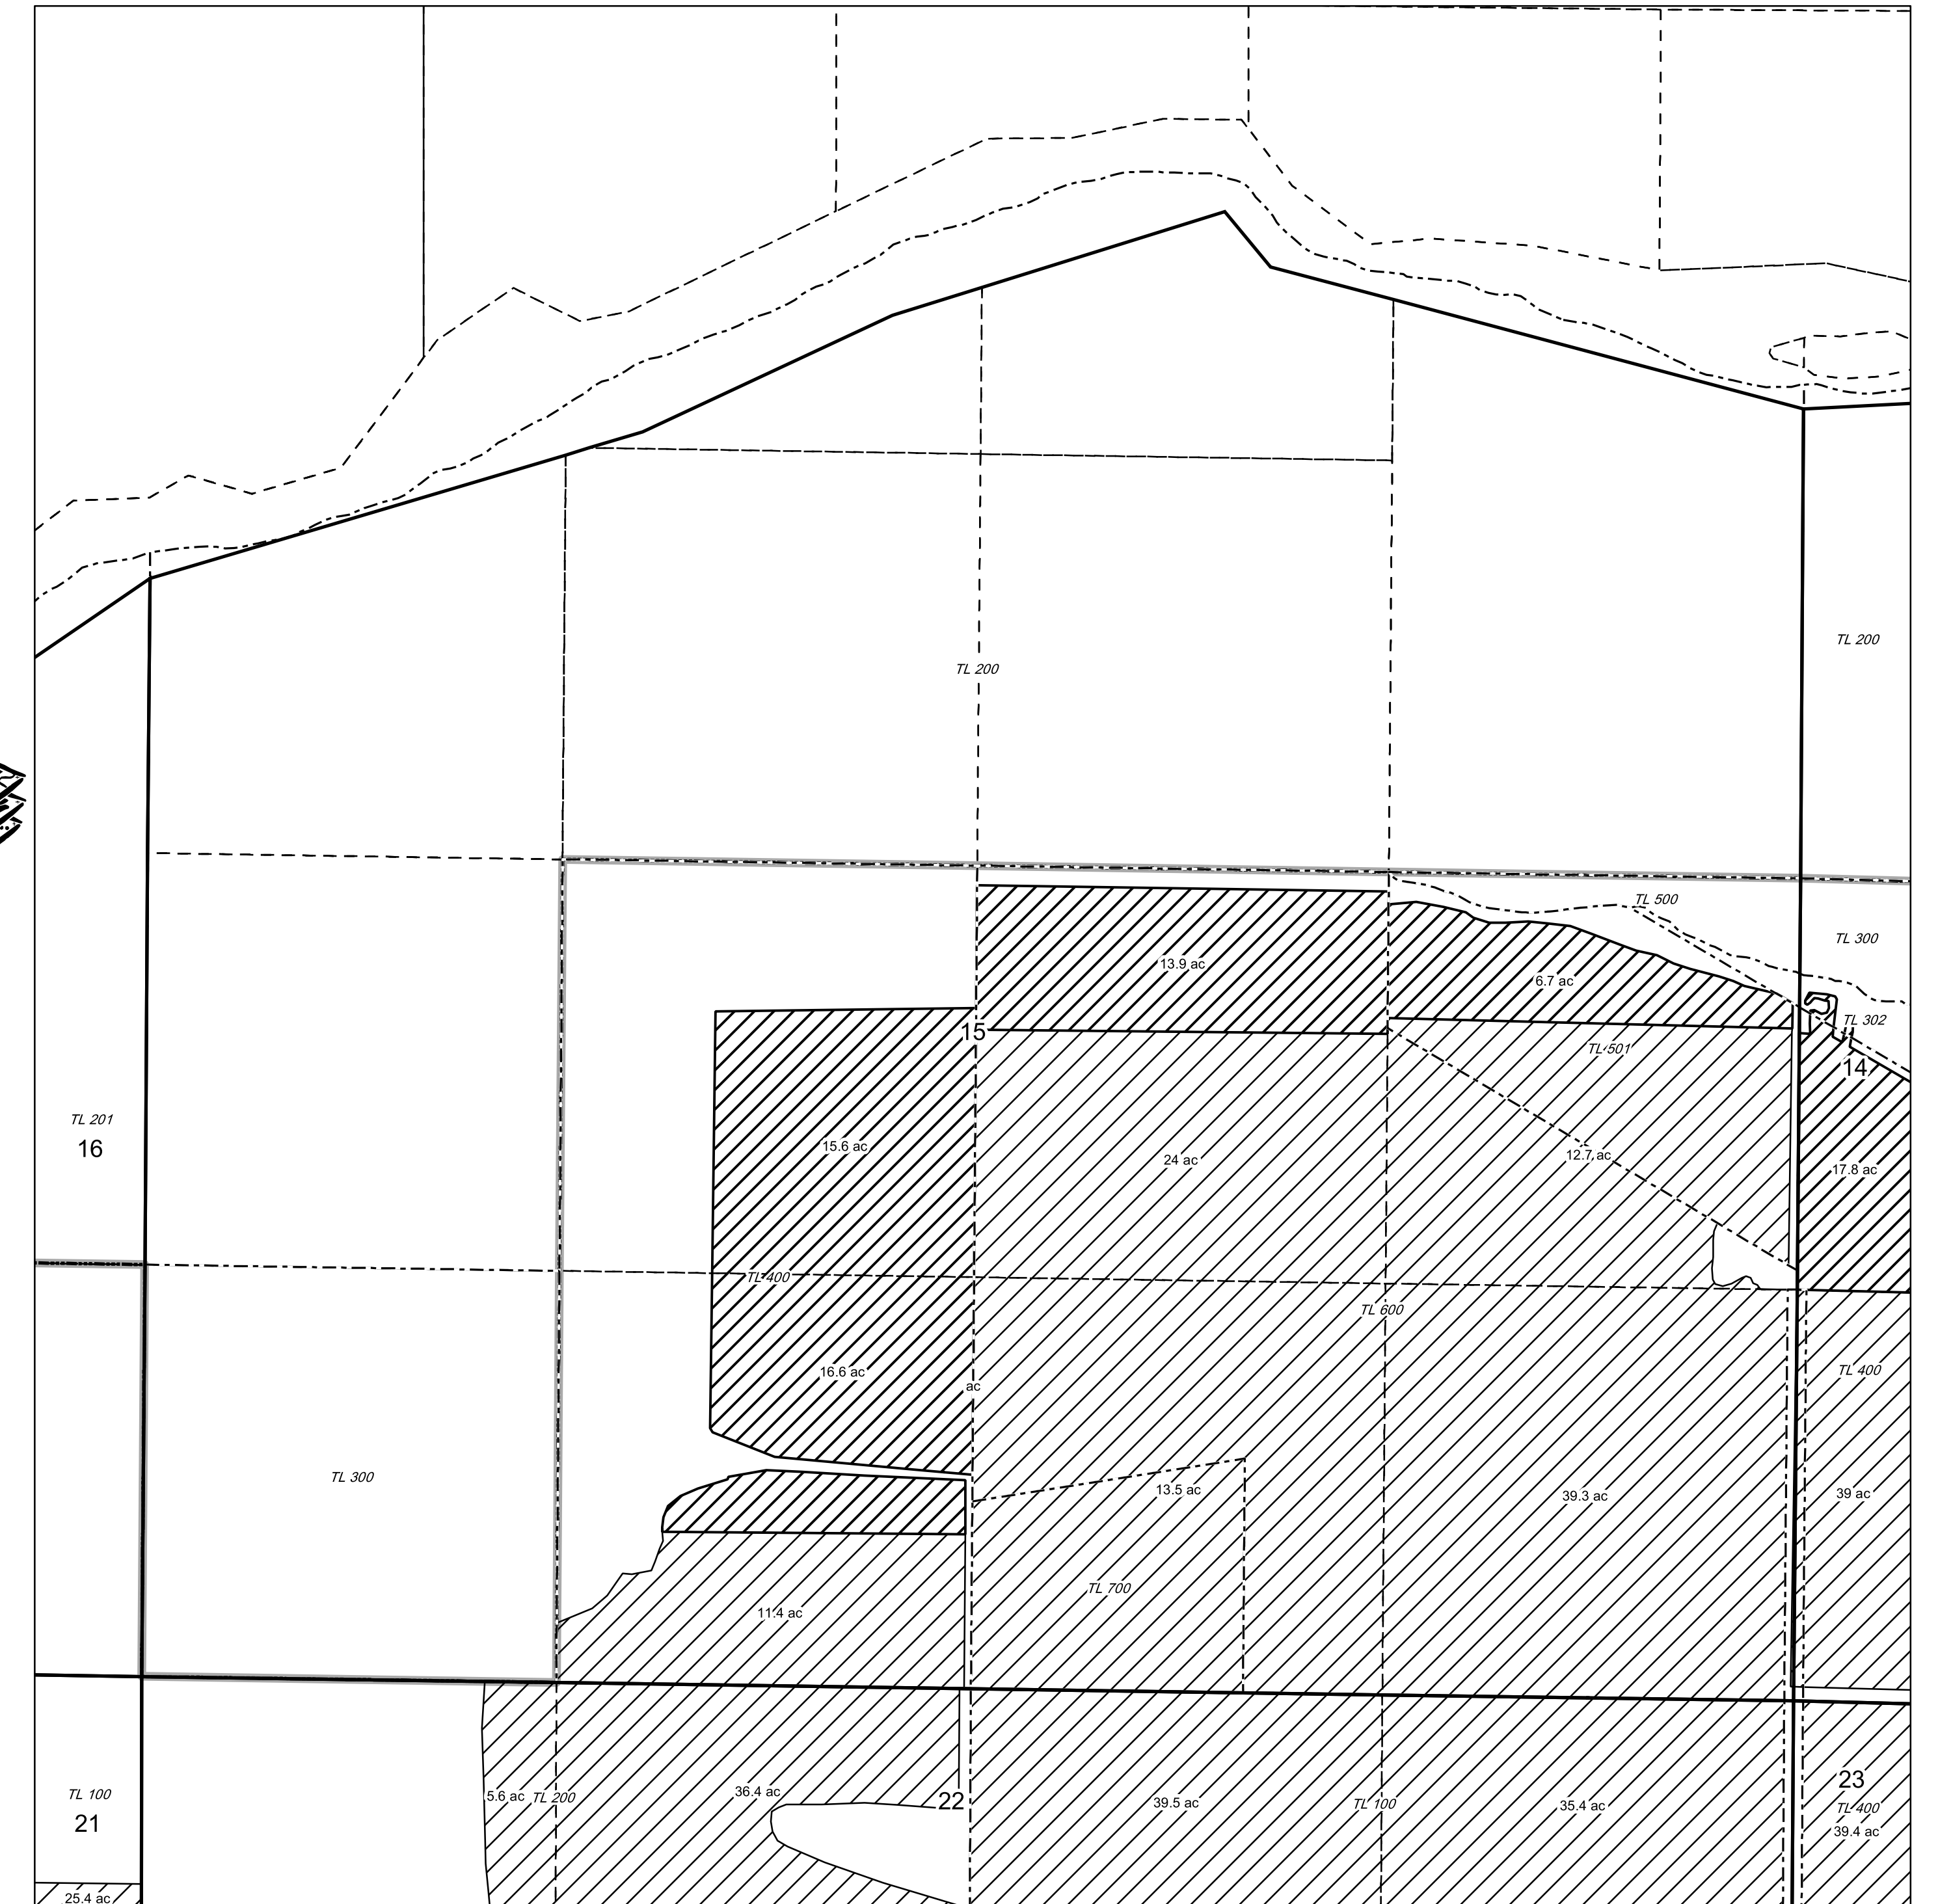 TL 200
TL 200
TL 500
TL 300
13.9 ac
6.7 ac
TL 302
15
TL 501
14
TL 201
16
15.6 ac
24 ac
12.7 ac
17.8 ac
TL 400
TL 600
16.6 ac
ac
TL 400
TL 300
13.5 ac
39.3 ac
39 ac
TL 700
11.4 ac
TL 100
21
5.6 ac
TL 200
36.4 ac
22
39.5 ac
TL 100
35.4 ac
23
TL 400
39.4 ac
25.4 ac